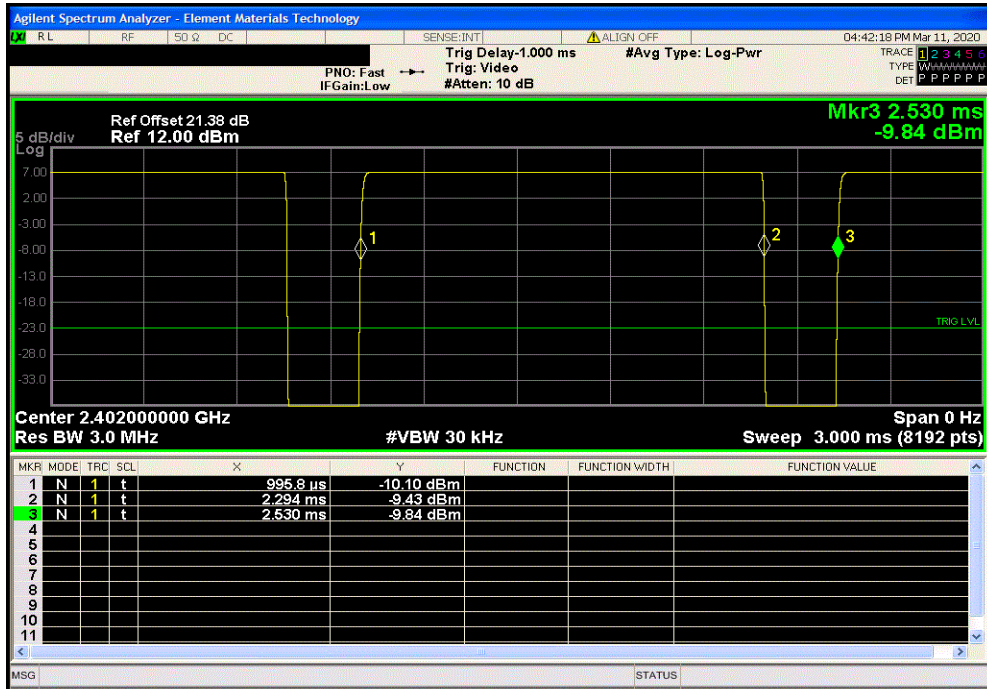 Agilent Spectrum Analyzer - Element Materials Technology
LXI RL RF 50 Ω DC SENSE:INT ALIGN OFF 04:42:18 PM Mar 11, 2020
Trig Delay-1.000 ms #Avg Type: Log-Pwr TRACE 1 2 3 4 5 6
PNO: Fast Trig: Video TYPE WWWWWW
IFGain:Low #Atten: 10 dB DET P P P P P P
Mkr3 2.530 ms
-9.84 dBm
Ref Offset 21.38 dB
5 dB/div Ref 12.00 dBm
Log
7.00
2.00
-3.00
1 2 3
-8.00
-13.0
-18.0
TRIG LVL
-23.0
-28.0
-33.0
Center 2.402000000 GHz Span 0 Hz
Res BW 3.0 MHz #VBW 30 kHz Sweep 3.000 ms (8192 pts)
MKR MODE TRC SCL X Y FUNCTION FUNCTION WIDTH FUNCTION VALUE
1 N 1 t 995.8 µs -10.10 dBm
2 N 1 t 2.294 ms -9.43 dBm
3 N 1 t 2.530 ms -9.84 dBm
4
5
6
7
8
9
10
11
MSG STATUS